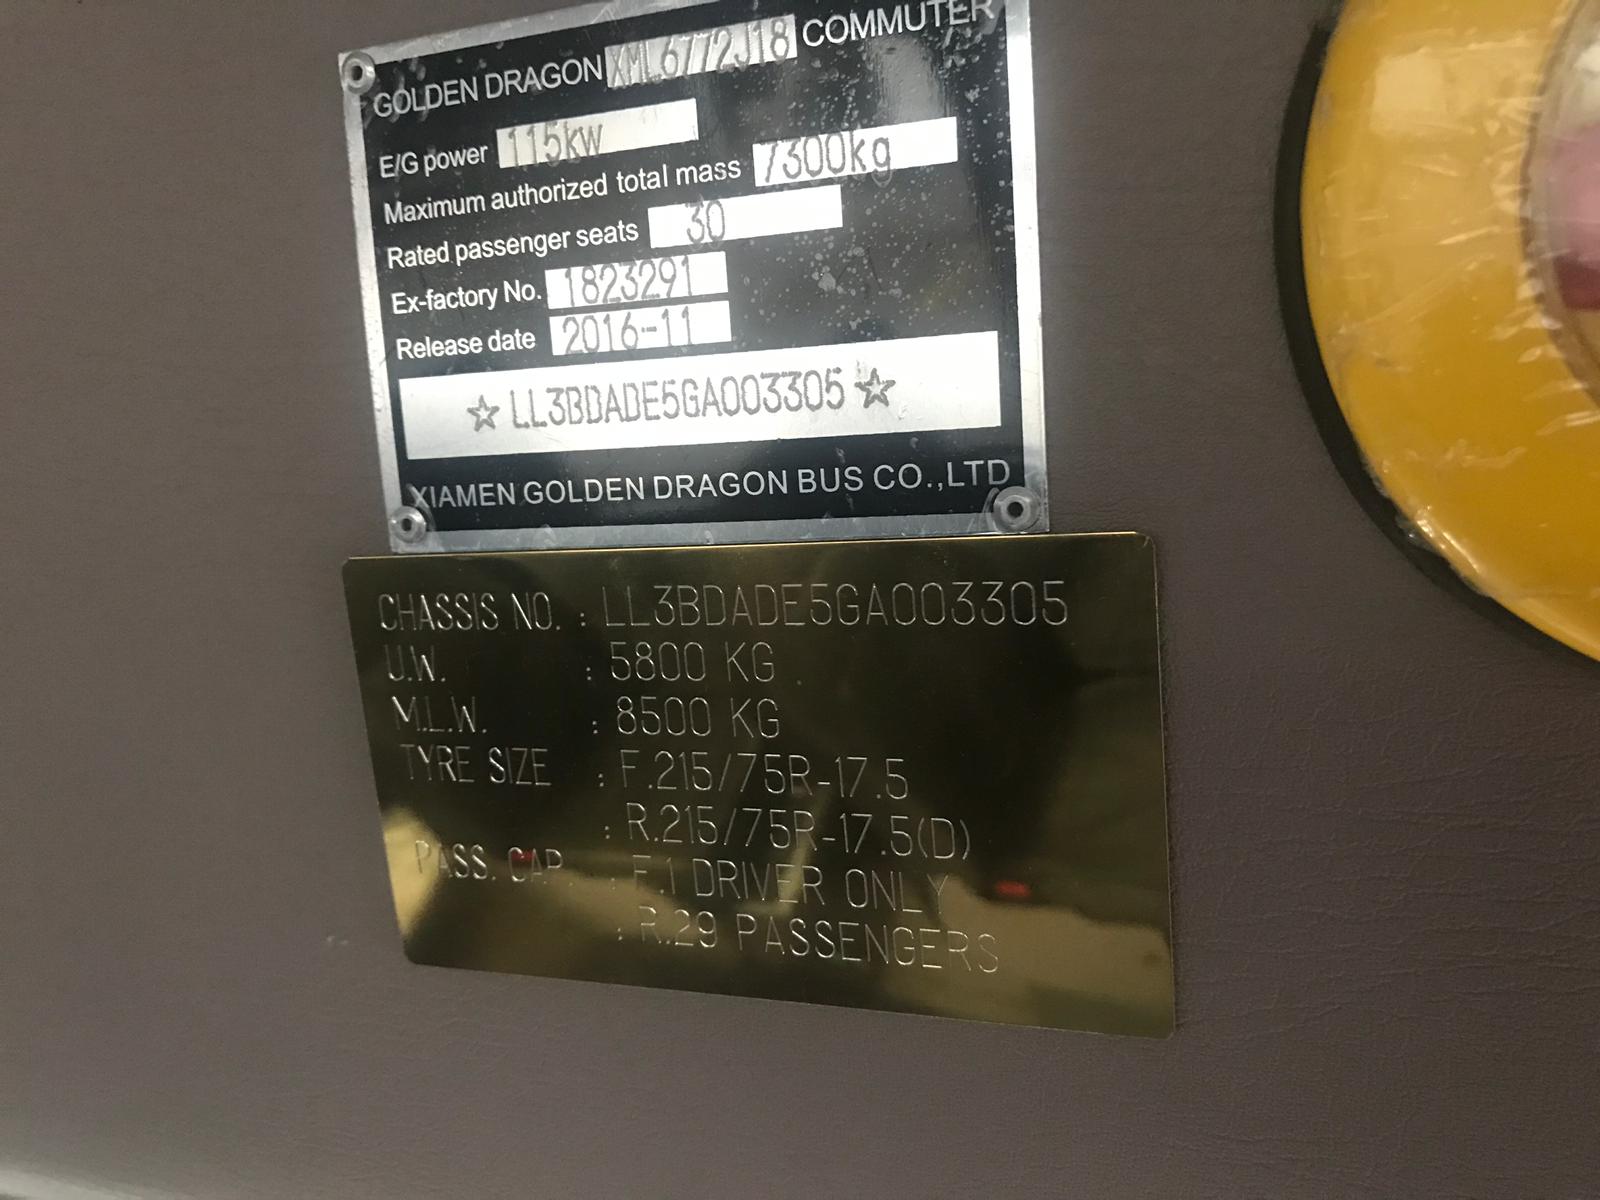 GOLDEN DRAGON XML6772J18 COMMUTER
E/G power 115kw
Maximum authorized total mass 7300kg
Rated passenger seats 30
Ex-factory No. 1823291
Release date 2016-11
☆ LL3BDADE5GA003305 ☆
XIAMEN GOLDEN DRAGON BUS CO.,LTD
CHASSIS NO. : LL3BDADE5GA003305
U.W. : 5800 KG
M.L.W. : 8500 KG
TYRE SIZE : F.215/75R-17.5
: R.215/75R-17.5(D)
PASS. CAP. : F.1 DRIVER ONLY
: R.29 PASSENGERS